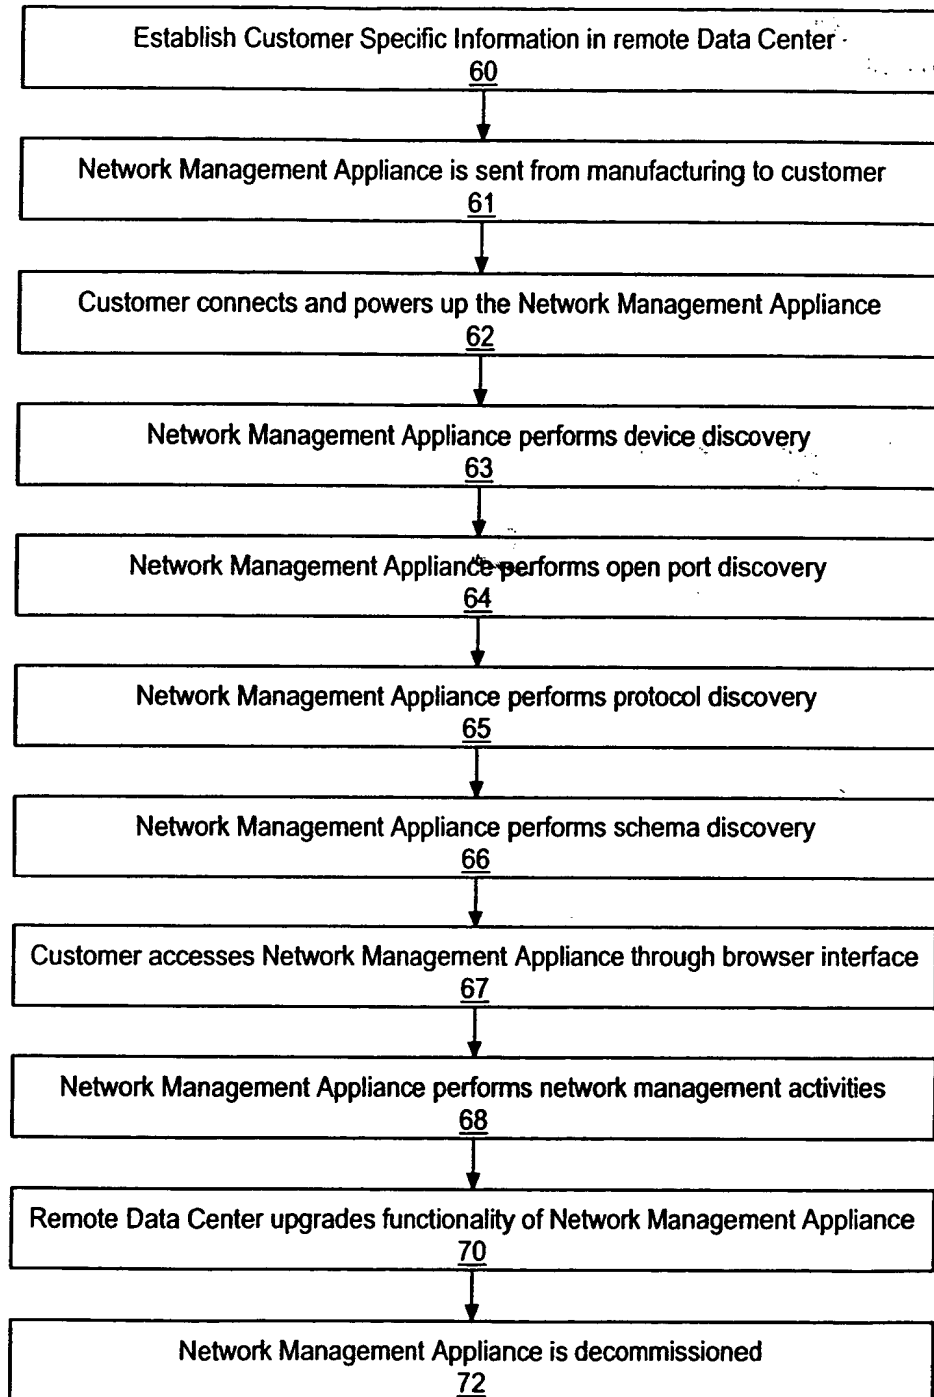 Establish Customer Specific Information in remote Data Center
60
Network Management Appliance is sent from manufacturing to customer
61
Customer connects and powers up the Network Management Appliance
62
Network Management Appliance performs device discovery
63
Network Management Appliance performs open port discovery
64
Network Management Appliance performs protocol discovery
65
Network Management Appliance performs schema discovery
66
Customer accesses Network Management Appliance through browser interface
67
Network Management Appliance performs network management activities
68
Remote Data Center upgrades functionality of Network Management Appliance
70
Network Management Appliance is decommissioned
72